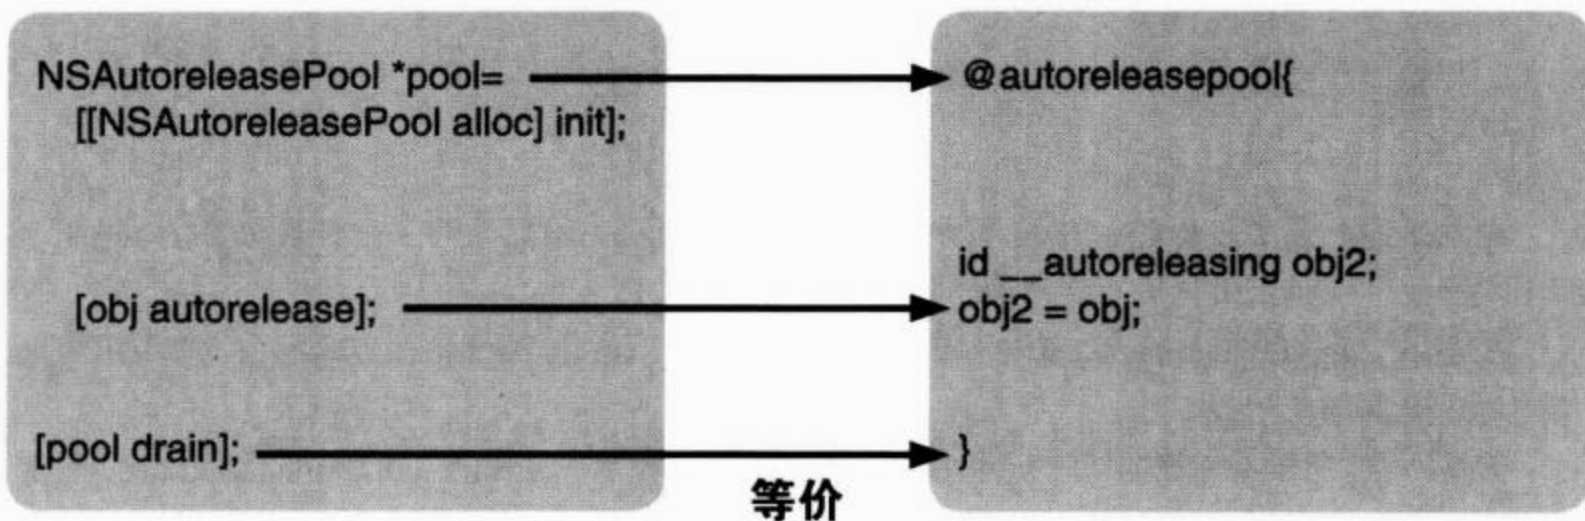 NSAutoreleasePool *pool=
[[NSAutoreleasePool alloc] init];
[obj autorelease];
[pool drain];
@autoreleasepool{
id __autoreleasing obj2;
obj2 = obj;
}
等价